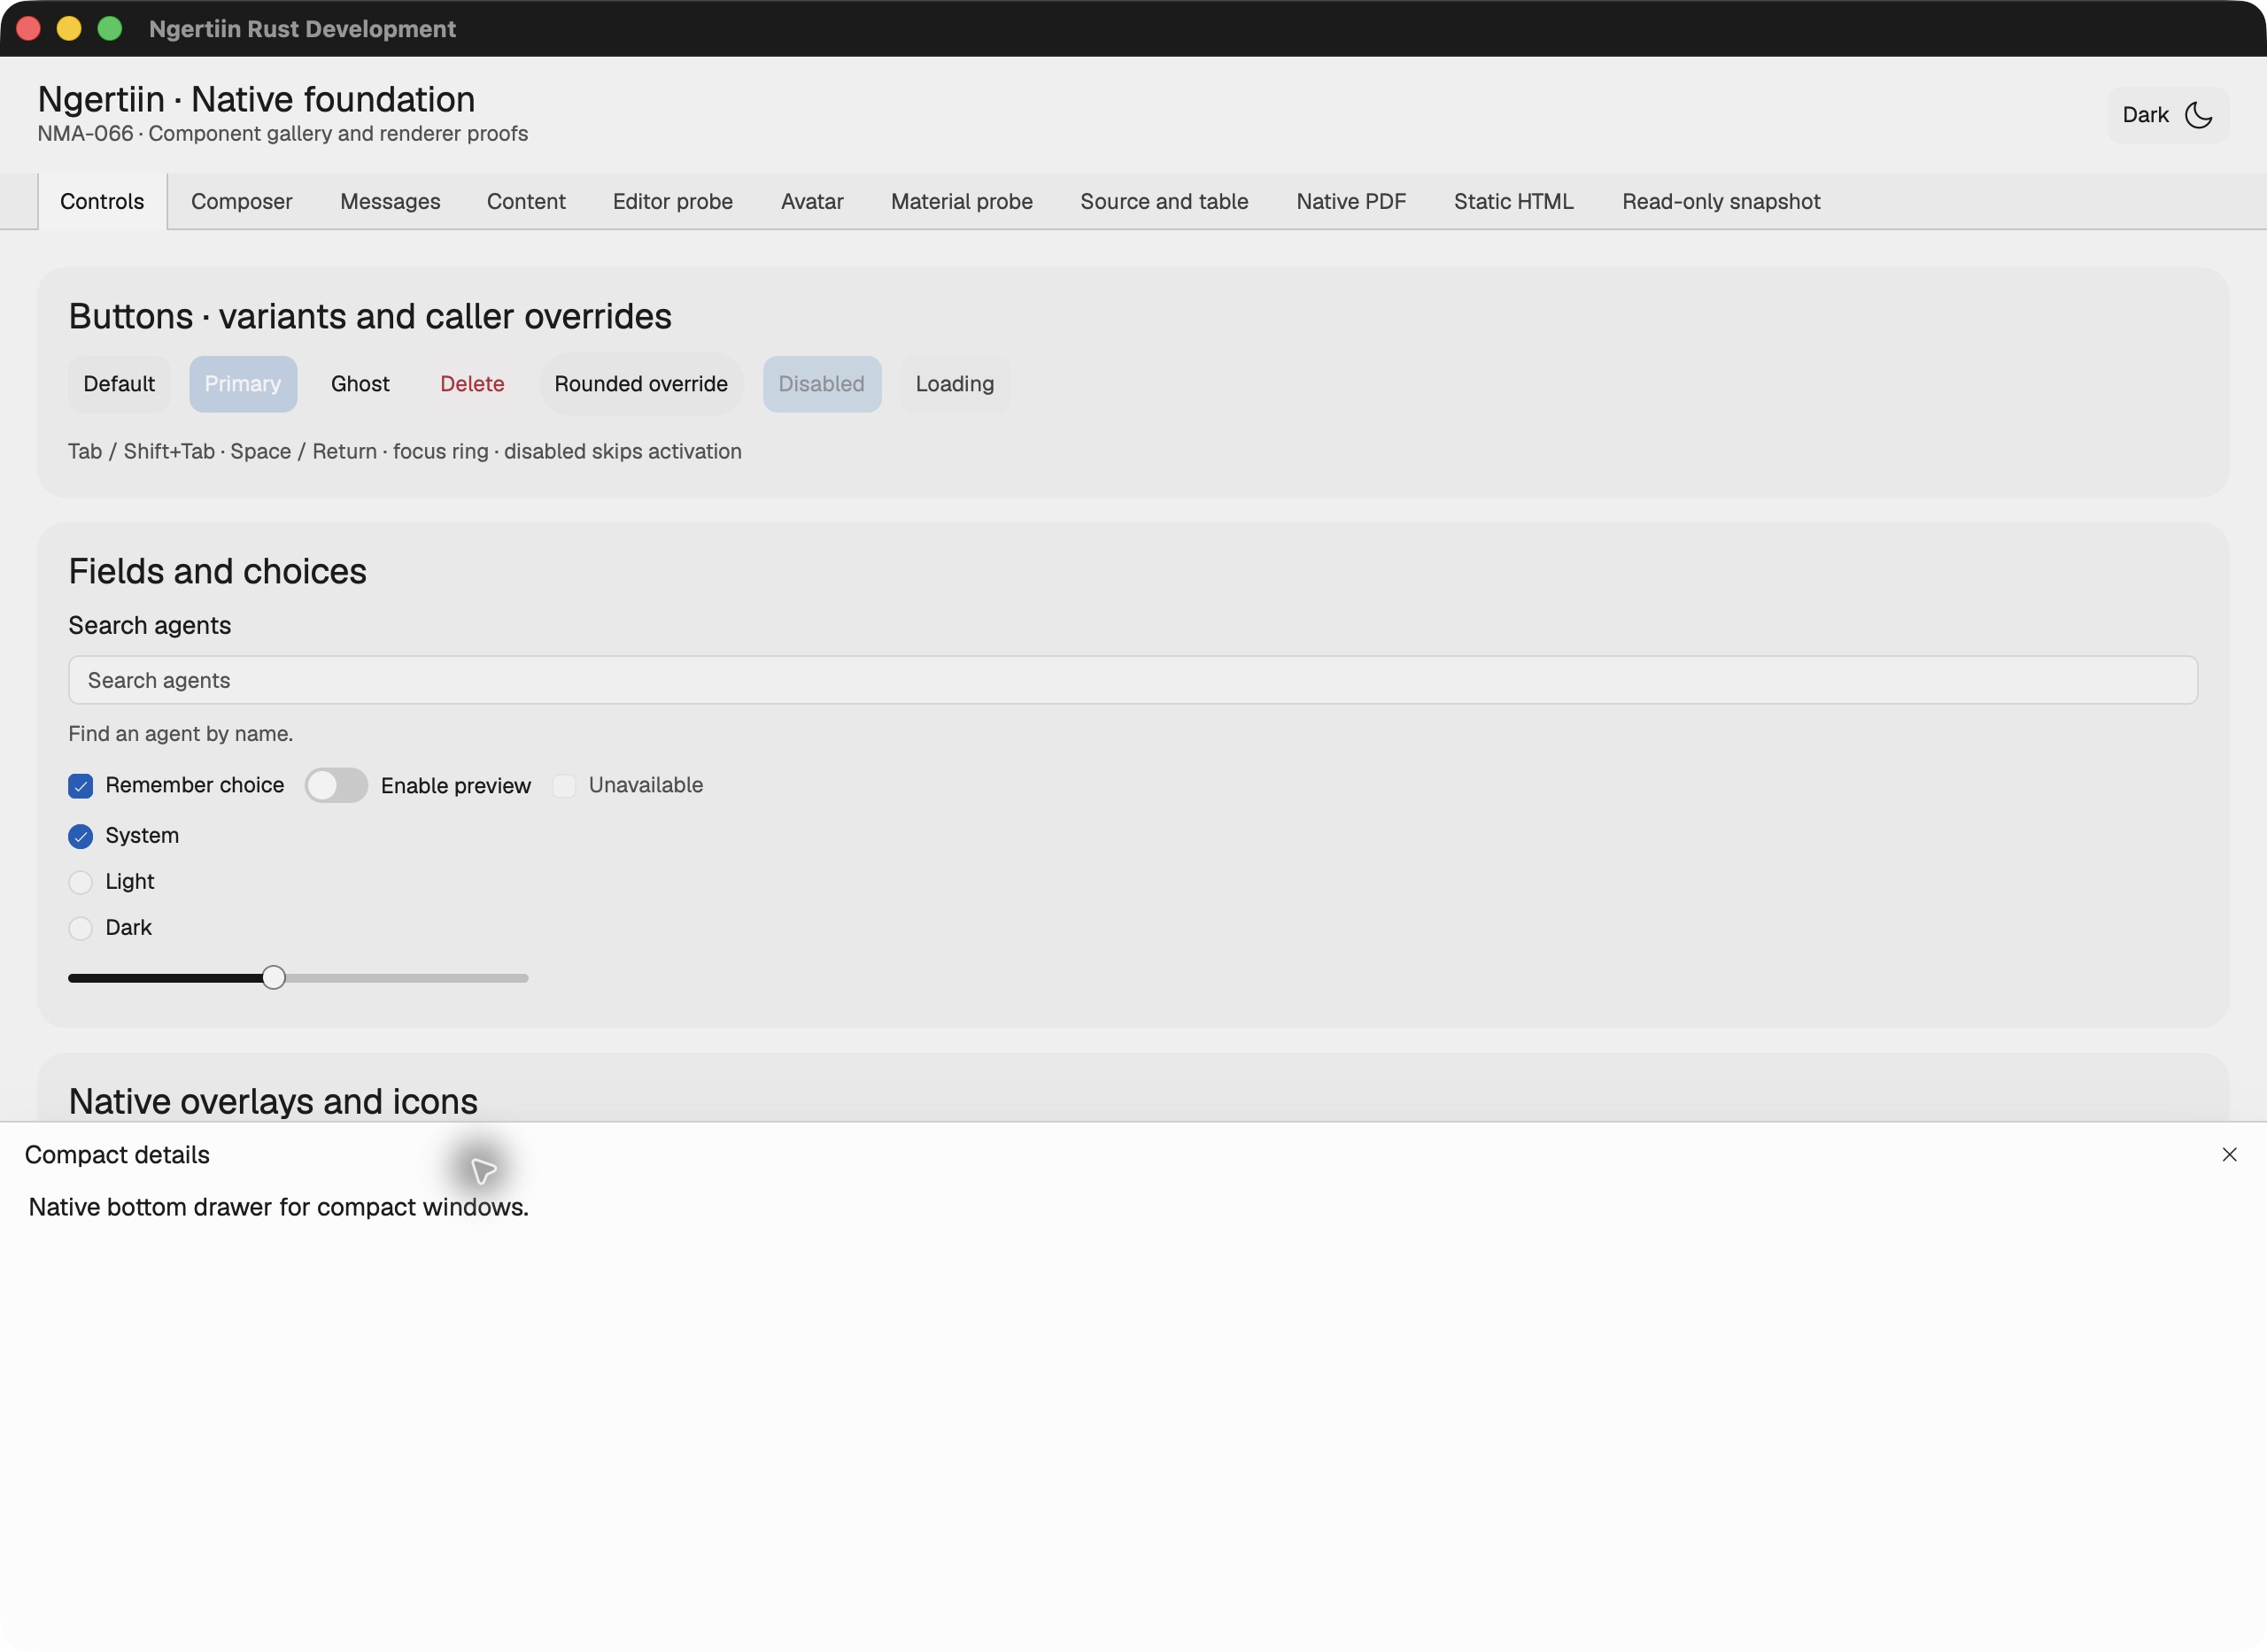 Ngertiin Rust Development
Ngertiin · Native foundation
NMA-066 · Component gallery and renderer proofs
Dark
Controls Composer Messages Content Editor probe Avatar Material probe Source and table Native PDF Static HTML Read-only snapshot
Buttons · variants and caller overrides
Default Primary Ghost Delete Rounded override Disabled Loading
Tab / Shift+Tab · Space / Return · focus ring · disabled skips activation
Fields and choices
Search agents
Search agents
Find an agent by name.
Remember choice Enable preview Unavailable
System
Light
Dark
Native overlays and icons
Compact details
Native bottom drawer for compact windows.